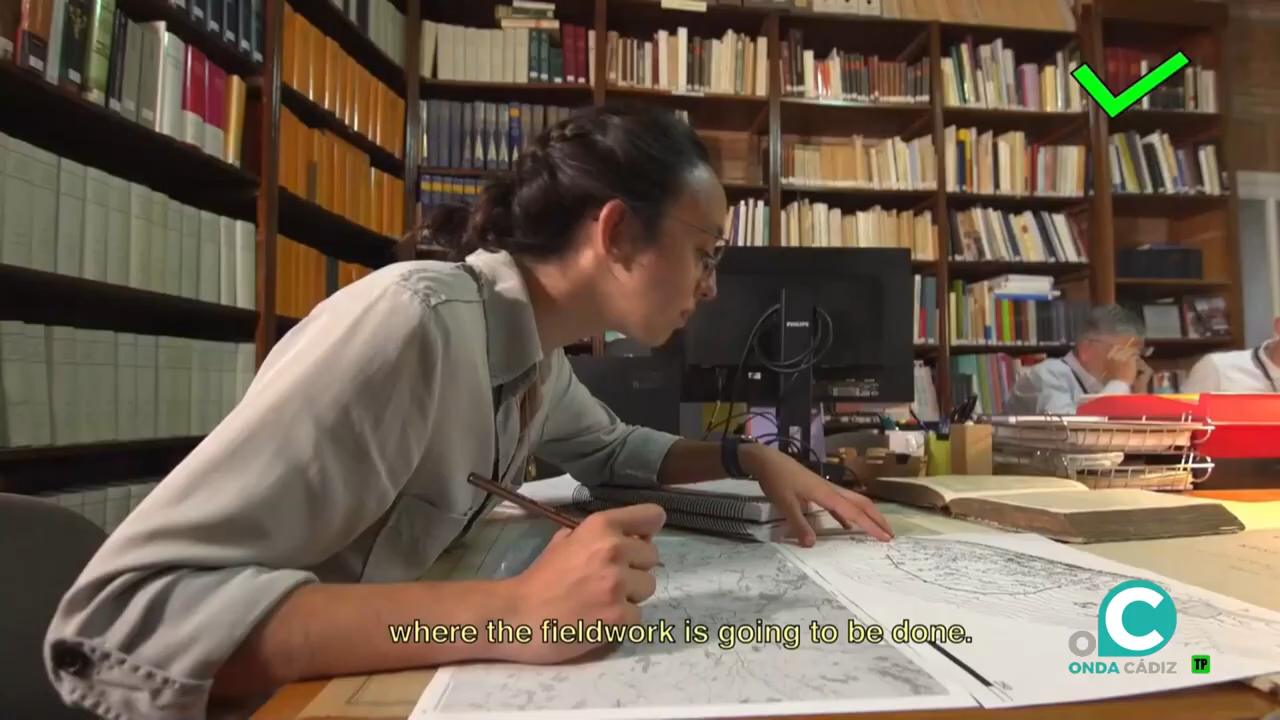 PHILIPS
where the fieldwork is going to be done.
C
ONDA CÁDIZ
TP